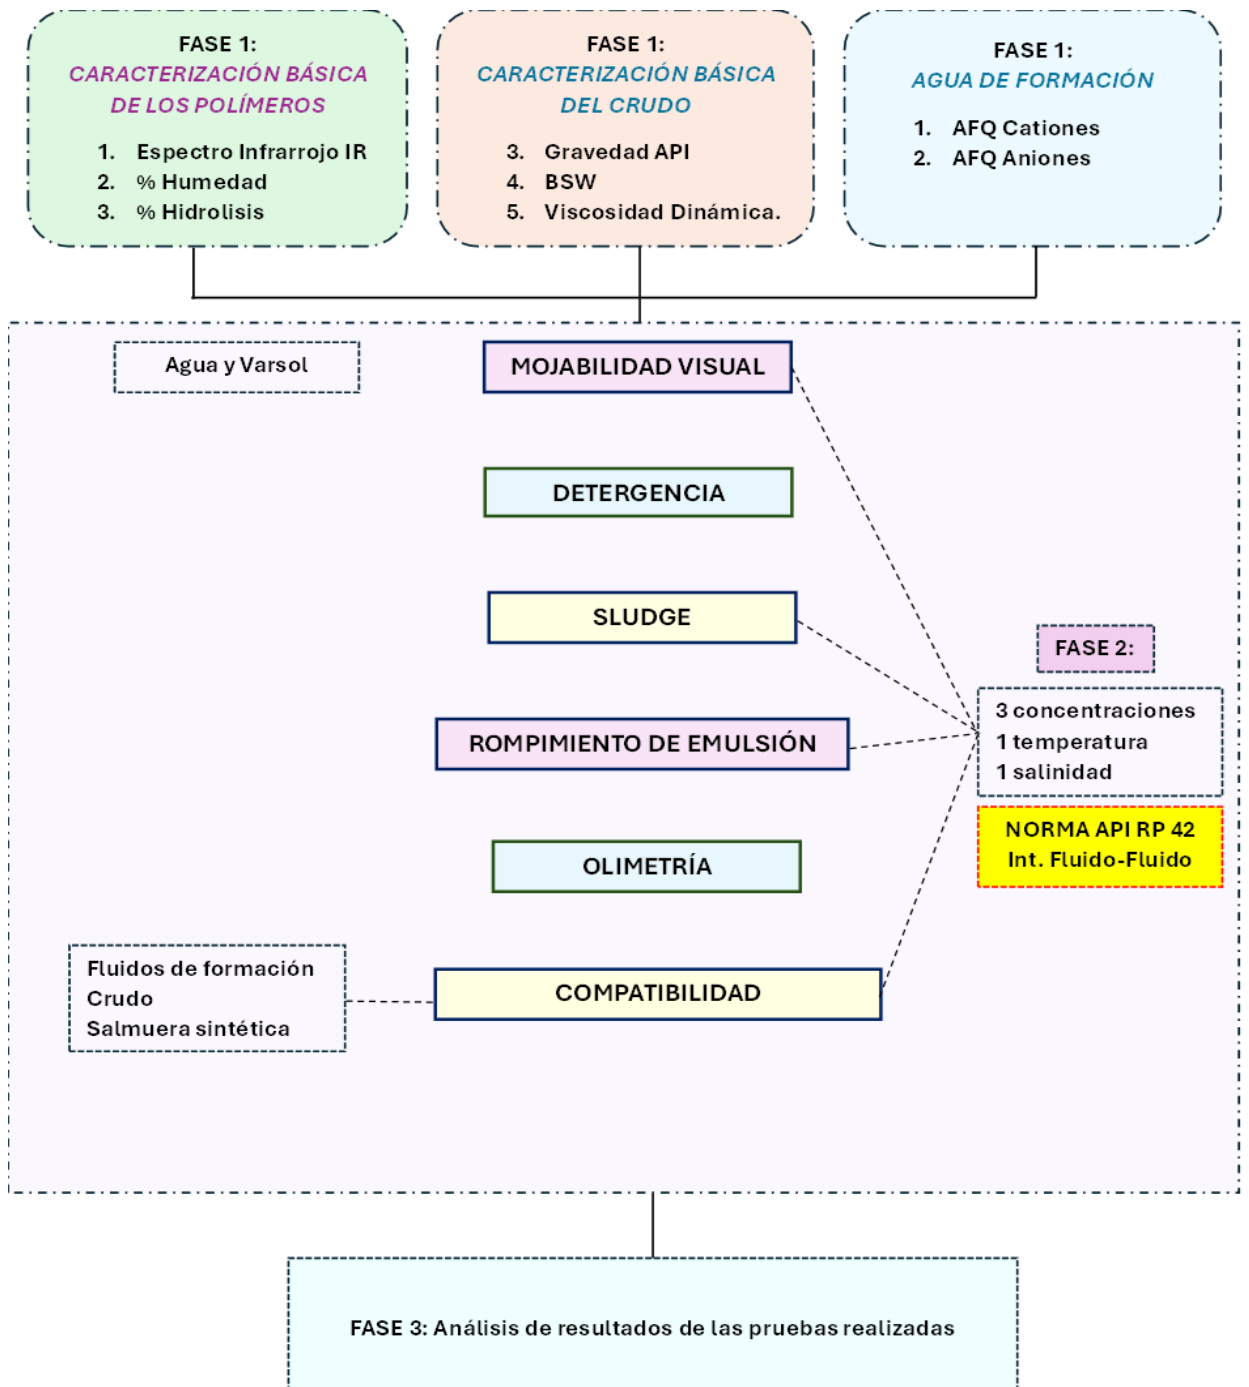 FASE 1:
CARACTERIZACIÓN BÁSICA
DE LOS POLÍMEROS
1. Espectro Infrarrojo IR
2. % Humedad
3. % Hidrolisis
FASE 1:
CARACTERIZACIÓN BÁSICA
DEL CRUDO
3. Gravedad API
4. BSW
5. Viscosidad Dinámica.
FASE 1:
AGUA DE FORMACIÓN
1. AFQ Cationes
2. AFQ Aniones
Agua y Varsol
MOJABILIDAD VISUAL
DETERGENCIA
SLUDGE
FASE 2:
3 concentraciones
1 temperatura
1 salinidad
ROMPIMIENTO DE EMULSIÓN
NORMA API RP 42
Int. Fluido-Fluido
OLIMETRÍA
Fluidos de formación
Crudo
Salmuera sintética
COMPATIBILIDAD
FASE 3: Análisis de resultados de las pruebas realizadas